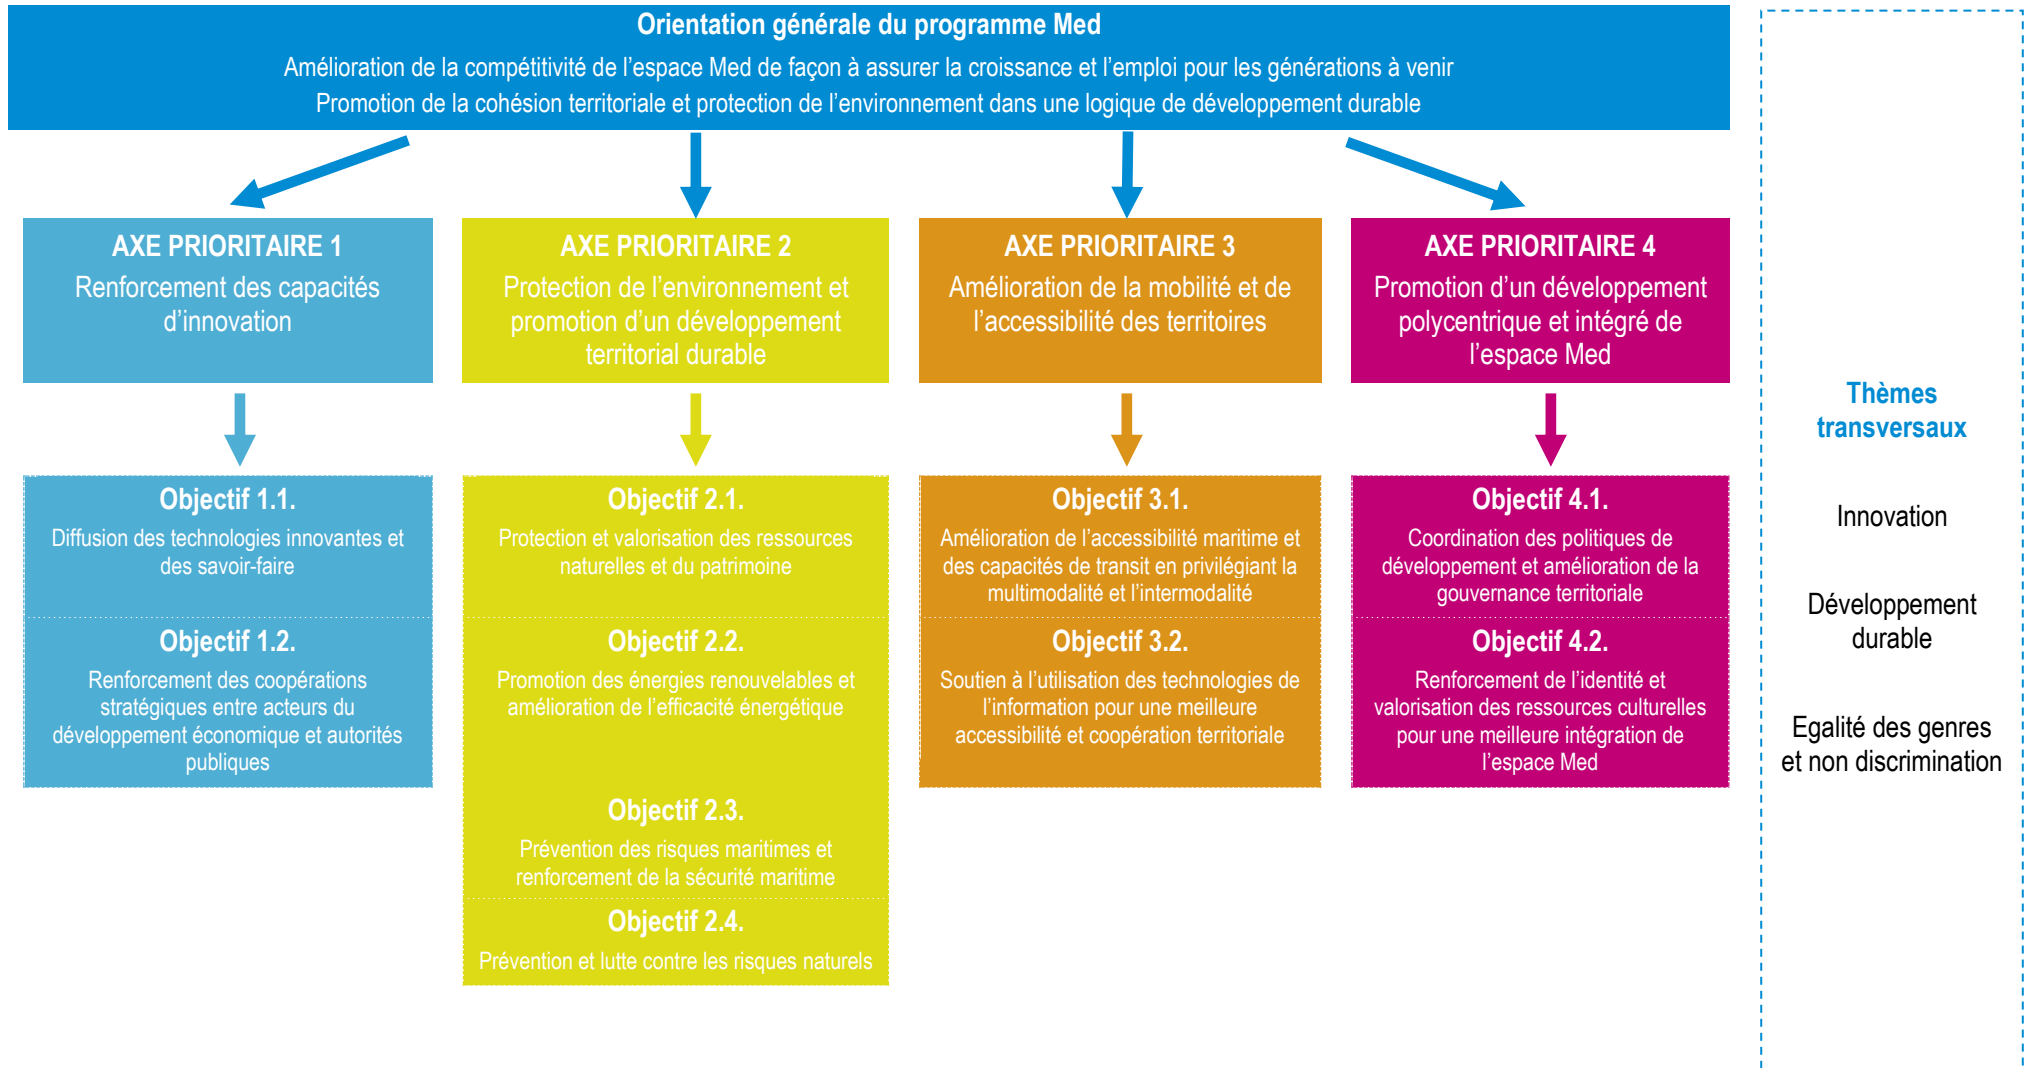 Orientation générale du programme Med
Amélioration de la compétitivité de l’espace Med de façon à assurer la croissance et l’emploi pour les générations à venir
Promotion de la cohésion territoriale et protection de l’environnement dans une logique de développement durable
AXE PRIORITAIRE 1
Renforcement des capacités
d’innovation
AXE PRIORITAIRE 2
Protection de l’environnement et
promotion d’un développement
territorial durable
AXE PRIORITAIRE 3
Amélioration de la mobilité et de
l’accessibilité des territoires
AXE PRIORITAIRE 4
Promotion d’un développement
polycentrique et intégré de
l’espace Med
Objectif 1.1.
Diffusion des technologies innovantes et
des savoir-faire
Objectif 1.2.
Renforcement des coopérations
stratégiques entre acteurs du
développement économique et autorités
publiques
Objectif 2.1.
Protection et valorisation des ressources
naturelles et du patrimoine
Objectif 2.2.
Promotion des énergies renouvelables et
amélioration de l’efficacité énergétique
Objectif 2.3.
Prévention des risques maritimes et
renforcement de la sécurité maritime
Objectif 2.4.
Prévention et lutte contre les risques naturels
Objectif 3.1.
Amélioration de l’accessibilité maritime et
des capacités de transit en privilégiant la
multimodalité et l’intermodalité
Objectif 3.2.
Soutien à l’utilisation des technologies de
l’information pour une meilleure
accessibilité et coopération territoriale
Objectif 4.1.
Coordination des politiques de
développement et amélioration de la
gouvernance territoriale
Objectif 4.2.
Renforcement de l’identité et
valorisation des ressources culturelles
pour une meilleure intégration de
l’espace Med
Thèmes
transversaux
Innovation
Développement
durable
Egalité des genres
et non discrimination